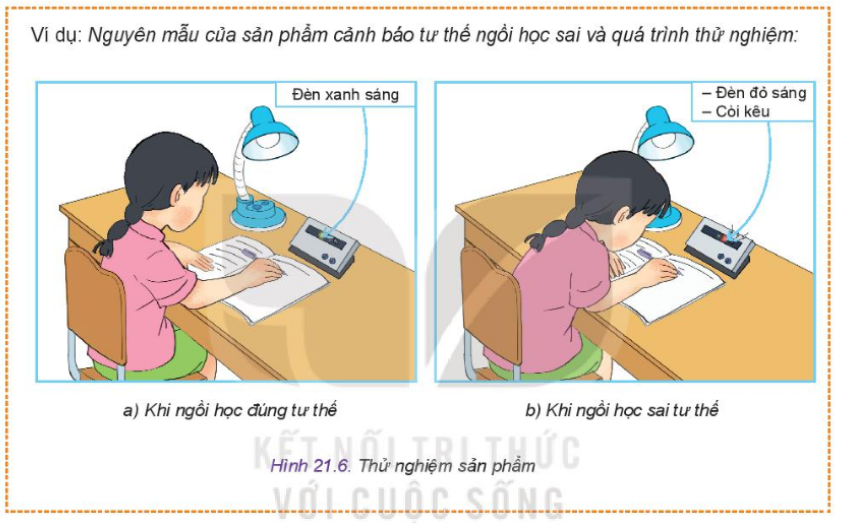 Ví dụ: Nguyên mẫu của sản phẩm cảnh báo tư thế ngồi học sai và quá trình thử nghiệm:
Đèn xanh sáng
– Đèn đỏ sáng
– Còi kêu
a) Khi ngồi học đúng tư thế
b) Khi ngồi học sai tư thế
KẾT NỐI TRI THỨC
Hình 21.6. Thử nghiệm sản phẩm
VỚI CUỘC SỐNG